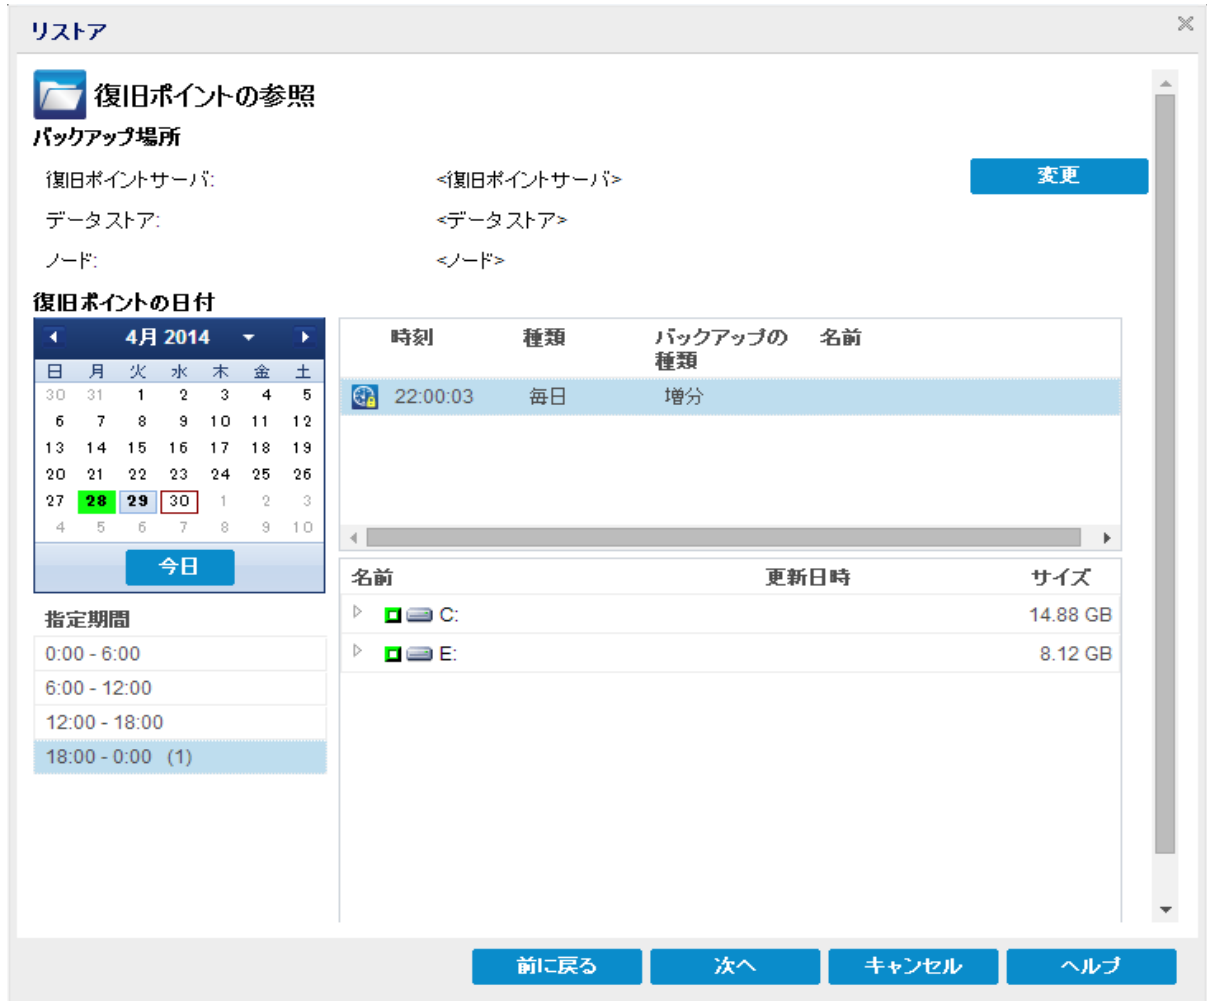 リストア
復旧ポイントの参照
バックアップ場所
復旧ポイントサーバ: <復旧ポイントサーバ> 変更
データストア: <データストア>
ノード: <ノード>
復旧ポイントの日付
4月 2014
日 月 火 水 木 金 土
30 31 1 2 3 4 5
6 7 8 9 10 11 12
13 14 15 16 17 18 19
20 21 22 23 24 25 26
27 28 29 30 1 2 3
4 5 6 7 8 9 10
今日
指定期間
0:00 - 6:00
6:00 - 12:00
12:00 - 18:00
18:00 - 0:00 (1)
時刻 種類 バックアップの 名前
種類
22:00:03 毎日 増分
名前 更新日時 サイズ
C: 14.88 GB
E: 8.12 GB
前に戻る 次へ キャンセル ヘルプ